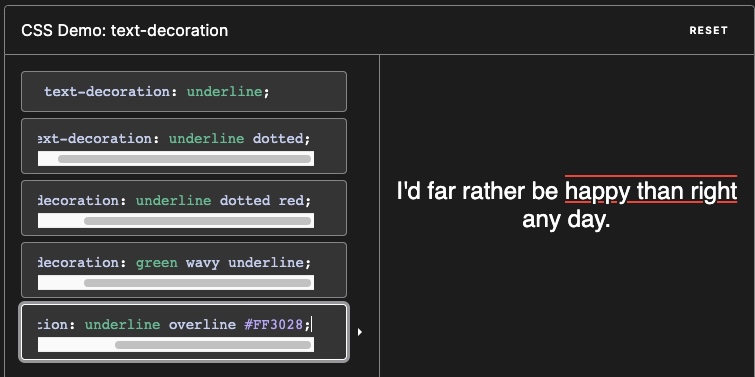 CSS Demo: text-decoration
RESET
text-decoration: underline;
ext-decoration: underline dotted;
decoration: underline dotted red;
decoration: green wavy underline;
tion: underline overline #FF3028;
I'd far rather be happy than right
any day.